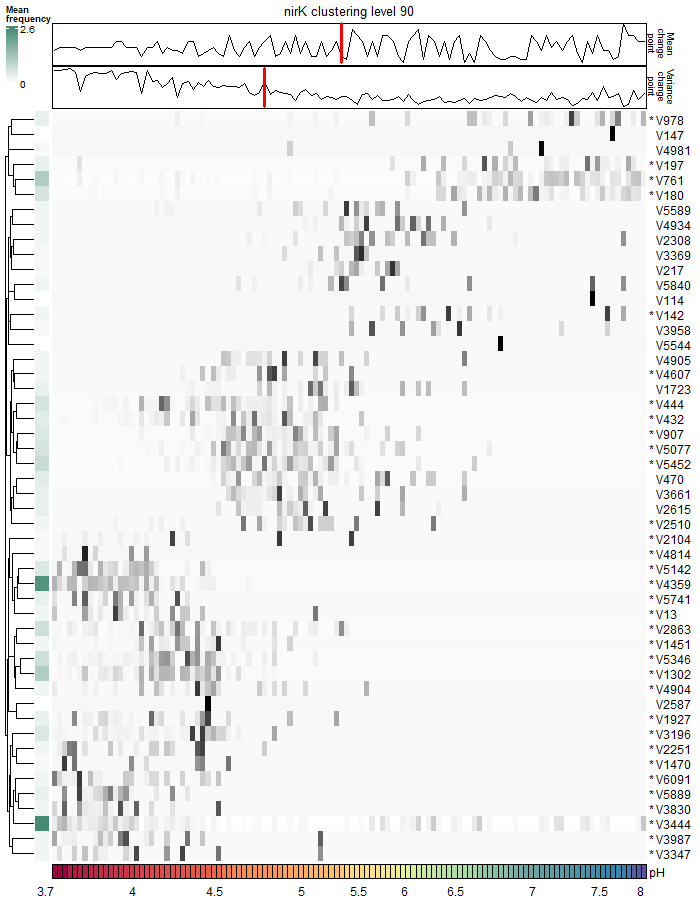 nirK clustering level 90
Mean
frequency
2.6
0
Mean
change
point
Variance
change
point
* V978
V147
V4981
* V197
* V761
* V180
V5589
V4934
V2308
V3369
V217
V5840
V114
* V142
V3958
V5544
V4905
* V4607
V1723
* V444
* V432
* V907
* V5077
* V5452
V470
V3661
V2615
* V2510
* V2104
* V4814
* V5142
* V4359
* V5741
* V13
* V2863
* V1451
* V5346
* V1302
* V4904
V2587
* V1927
* V3196
* V2251
* V1470
* V6091
* V5889
* V3830
* V3444
* V3987
* V3347
pH
3.7 4 4.5 5 5.5 6 6.5 7 7.5 8